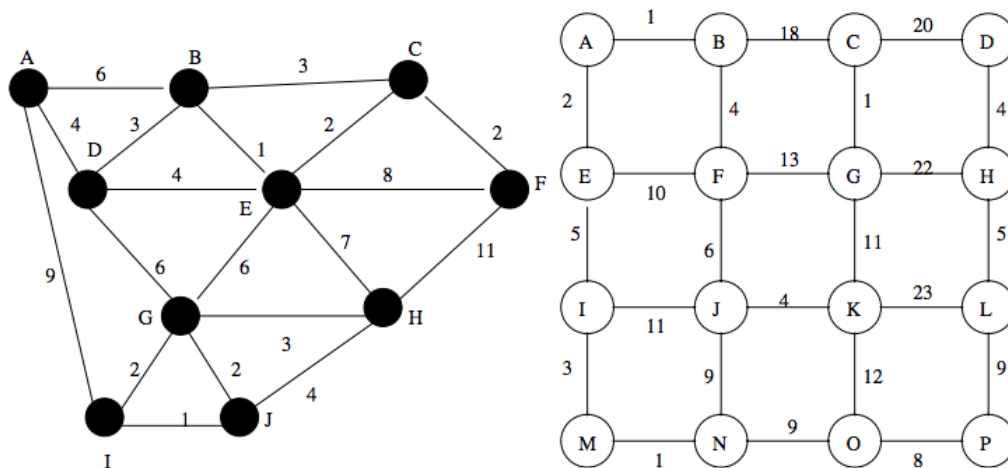 A 6 B 3 C
4 3 1 2 2
D 4 E 8 F
9 6 6 7 11
G 3 H
2 2 4
I 1 J
A 1 B 18 C 20 D
2 4 1 4
E 10 F 13 G 22 H
5 6 11 5
I 11 J 4 K 23 L
3 9 12 9
M 1 N 9 O 8 P